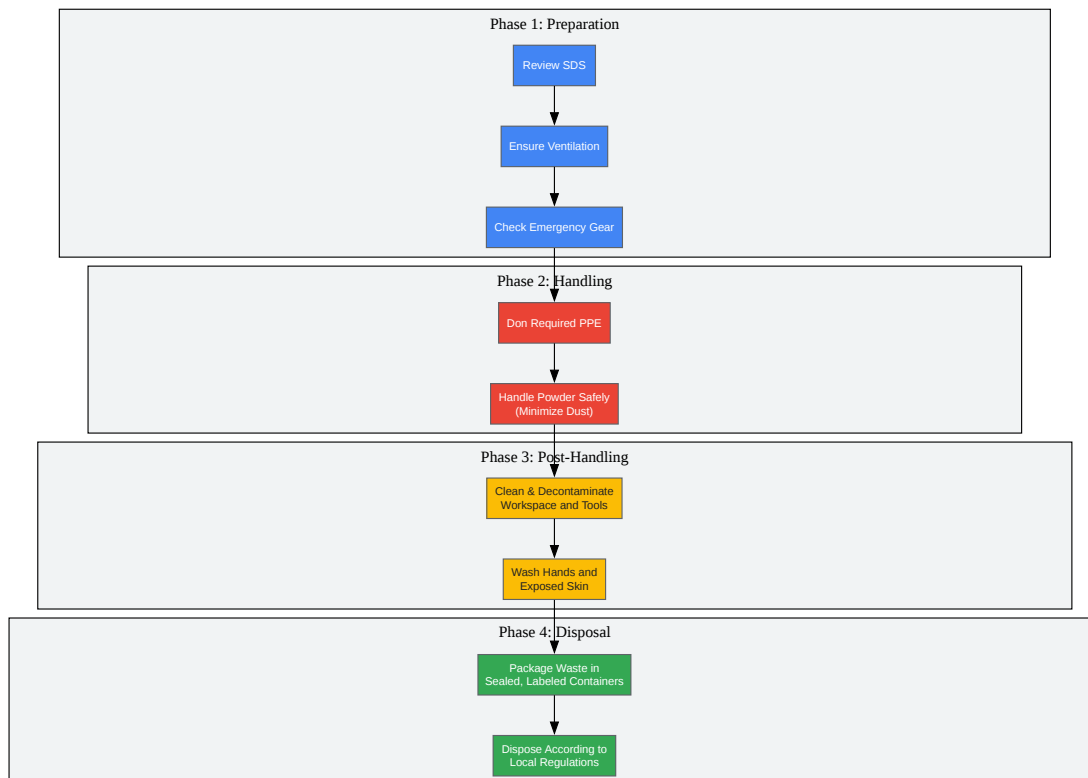 Phase 1: Preparation
Review SDS
Ensure Ventilation
Check Emergency Gear
Phase 2: Handling
Don Required PPE
Handle Powder Safely
(Minimize Dust)
Phase 3: Post-Handling
Clean & Decontaminate
Workspace and Tools
Wash Hands and
Exposed Skin
Phase 4: Disposal
Package Waste in
Sealed, Labeled Containers
Dispose According to
Local Regulations